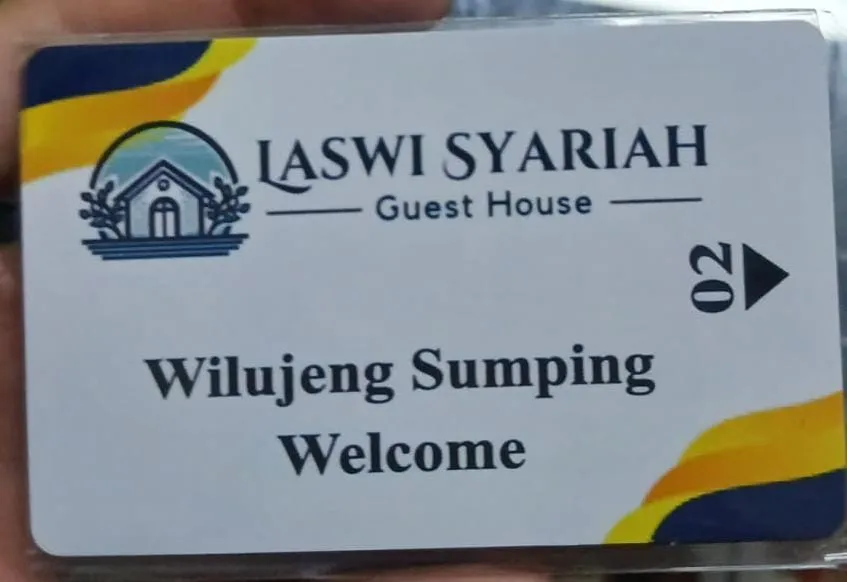 LASWI SYARIAH
Guest House
02
Wilujeng Sumping
Welcome